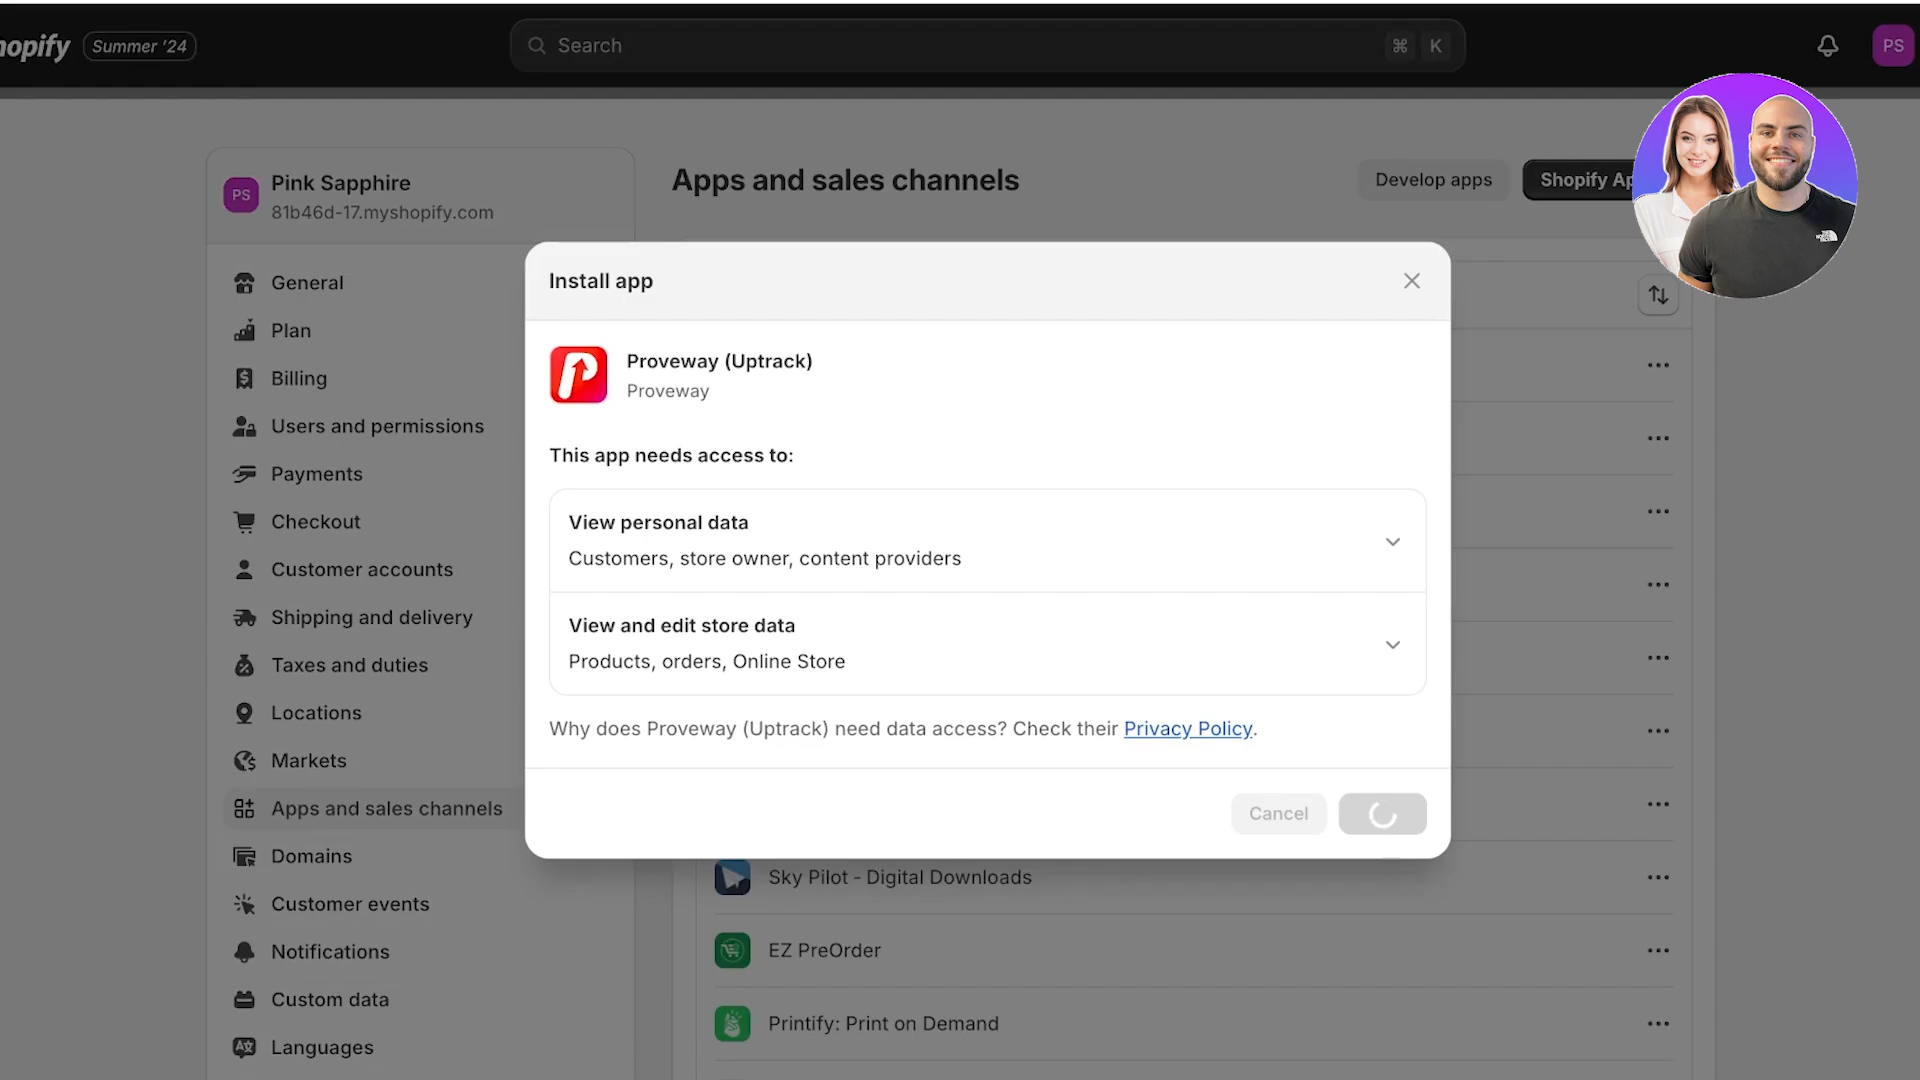 hopify
Summer '24
Search
⌘ K
PS
PS
Pink Sapphire
81b46d-17.myshopify.com
General
Plan
Billing
Users and permissions
Payments
Checkout
Customer accounts
Shipping and delivery
Taxes and duties
Locations
Markets
Apps and sales channels
Domains
Customer events
Notifications
Custom data
Languages
Apps and sales channels
Develop apps
Shopify Ap
THE NORTH FACE
Install app
Proveway (Uptrack)
Proveway
This app needs access to:
View personal data
Customers, store owner, content providers
View and edit store data
Products, orders, Online Store
Why does Proveway (Uptrack) need data access? Check their Privacy Policy.
Cancel
Sky Pilot - Digital Downloads
EZ PreOrder
Printify: Print on Demand